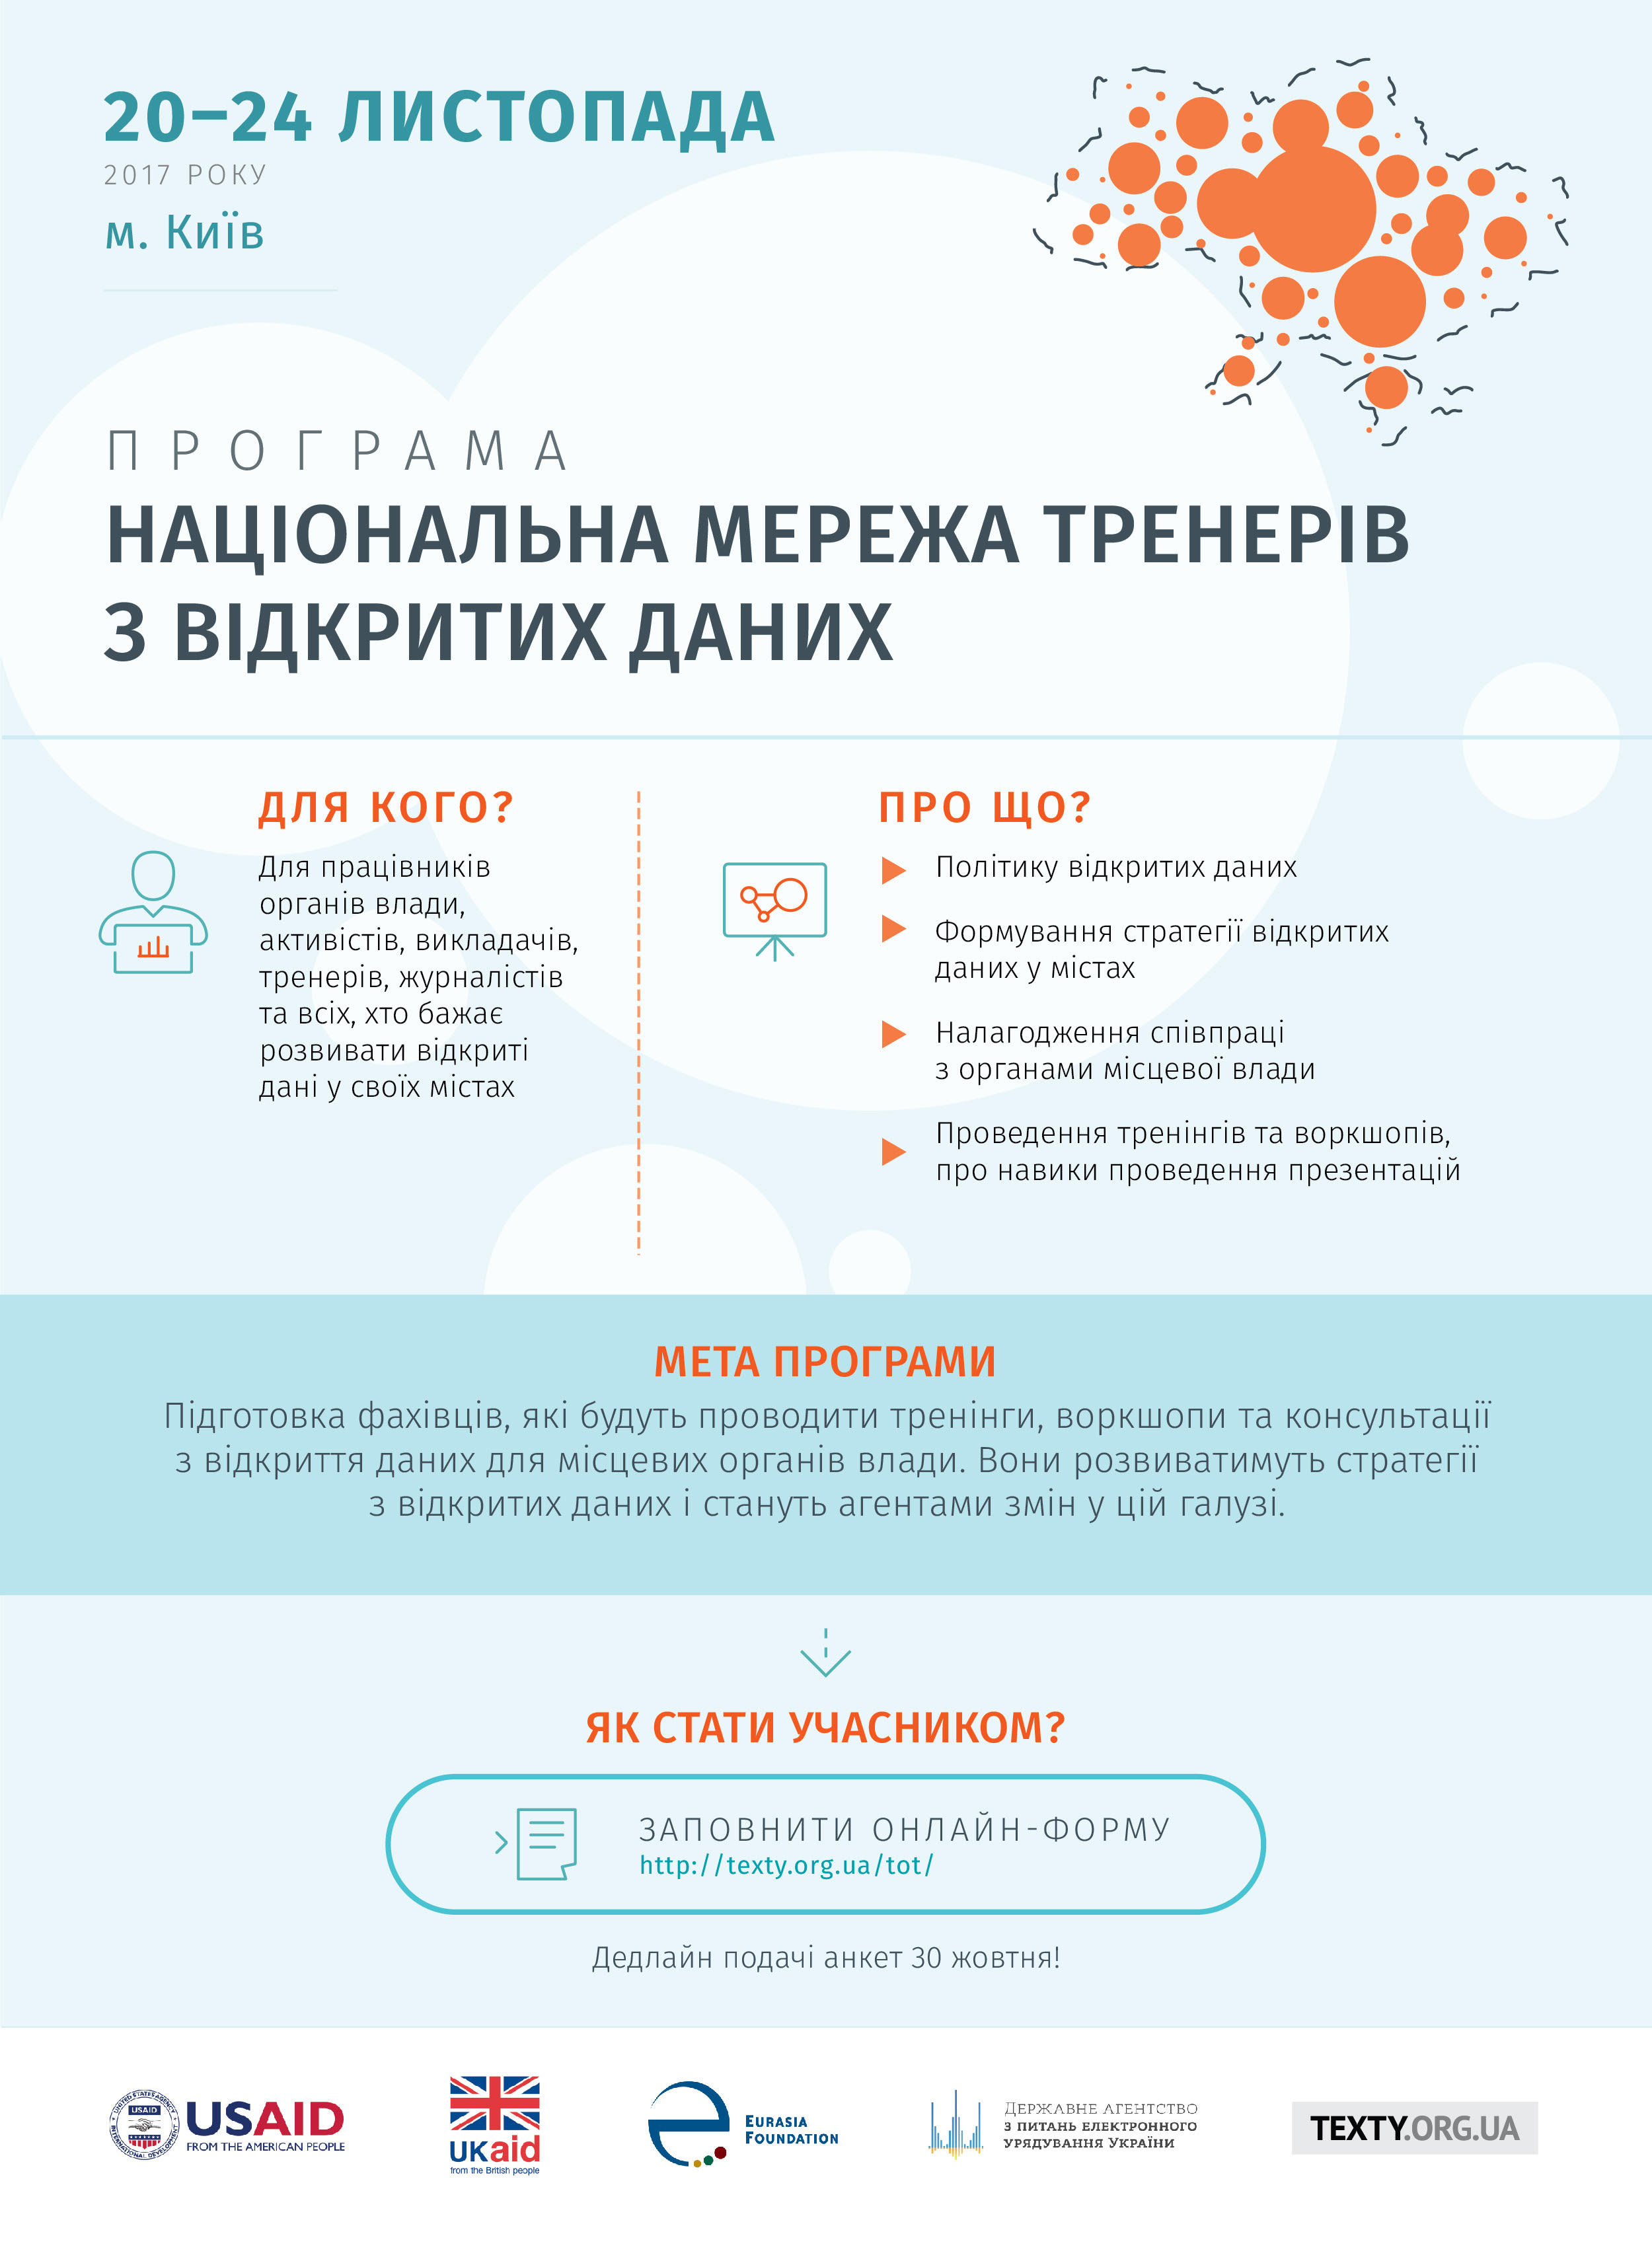 20–24 ЛИСТОПАДА
2017 РОКУ
м. Київ
ПРОГРАМА
НАЦІОНАЛЬНА МЕРЕЖА ТРЕНЕРІВ
З ВІДКРИТИХ ДАНИХ
ДЛЯ КОГО?
Для працівників
органів влади,
активістів, викладачів,
тренерів, журналістів
та всіх, хто бажає
розвивати відкриті
дані у своїх містах
ПРО ЩО?
Політику відкритих даних
Формування стратегії відкритих
даних у містах
Налагодження співпраці
з органами місцевої влади
Проведення тренінгів та воркшопів,
про навики проведення презентацій
МЕТА ПРОГРАМИ
Підготовка фахівців, які будуть проводити тренінги, воркшопи та консультації
з відкриття даних для місцевих органів влади. Вони розвиватимуть стратегії
з відкритих даних і стануть агентами змін у цій галузі.
ЯК СТАТИ УЧАСНИКОМ?
ЗАПОВНИТИ ОНЛАЙН-ФОРМУ
http://texty.org.ua/tot/
Дедлайн подачі анкет 30 жовтня!
UNITED STATES AGENCY
USAID
INTERNATIONAL DEVELOPMENT
USAID
FROM THE AMERICAN PEOPLE
UKaid
from the British people
EURASIA
FOUNDATION
ДЕРЖАВНЕ АГЕНТСТВО
З ПИТАНЬ ЕЛЕКТРОННОГО
УРЯДУВАННЯ УКРАЇНИ
TEXTY.ORG.UA